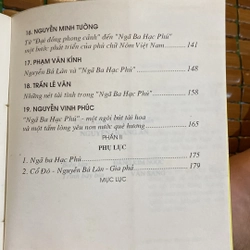 16. NGUYỄN MINH TƯỜNG
Từ "Đại đồng phong cảnh" đến "Ngã Ba Hạc Phú"
một bước phát triển của phú chữ Nôm Việt Nam 141
17. PHẠM VĂN KÍNH
Nguyễn Bá Lân và "Ngã Ba Hạc Phú" 148
18. TRẦN LÊ VĂN
Những nét tài tình trong "Ngã Ba Hạc Phú" 158
19. NGUYỄN VINH PHÚC
"Ngã Ba Hạc Phú" - một ngòi bút tài hoa
và một tấm lòng yêu non nước quê hương 165
PHẦN II
PHỤ LỤC
1. Ngã ba Hạc Phú 175
2. Cổ Đô - Nguyễn Bá Lân - Gia phả 179
MỤC LỤC